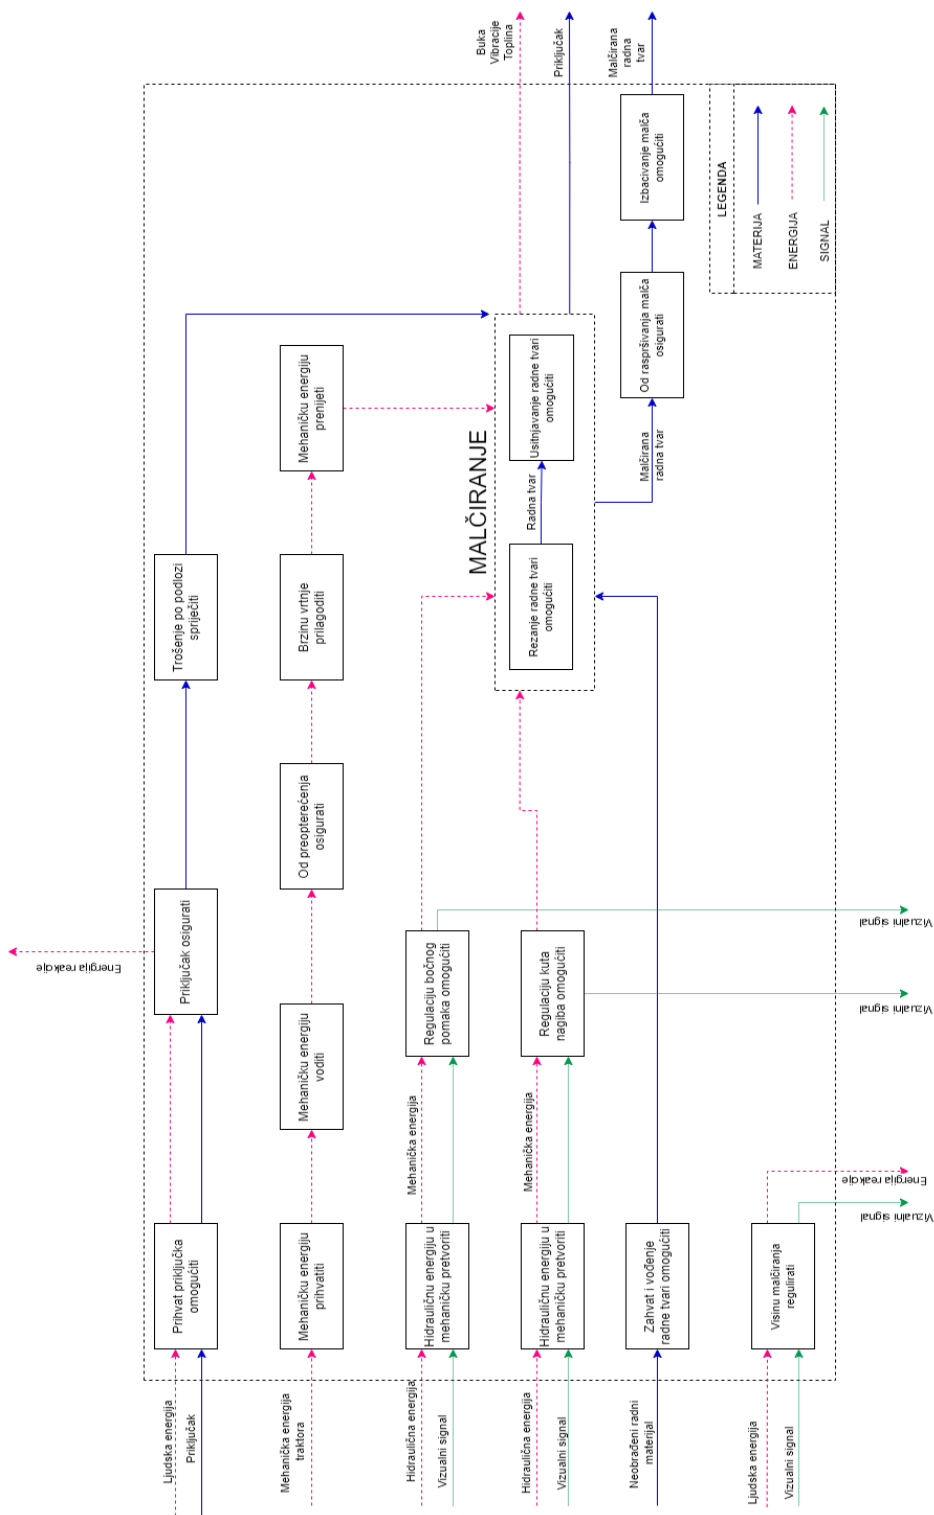 Ljudska energija
Priključak
Prihvat priključka
omogućiti
Priključak osigurati
Energija reakcije
Trošenje po podlozi
spriječiti
Mehanička energija
traktora
Mehaničku energiju
prihvatiti
Mehaničku energiju
voditi
Od preopterećenja
osigurati
Brzinu vrtnje
prilagoditi
Mehaničku energiju
prenijeti
Hidraulična energija
Vizualni signal
Hidrauličnu energiju u
mehaničku pretvoriti
Mehanička energija
Regulaciju bočnog
pomaka omogućiti
Vizualni signal
Hidraulična energija
Vizualni signal
Hidrauličnu energiju u
mehaničku pretvoriti
Mehanička energija
Regulaciju kuta
nagiba omogućiti
Vizualni signal
MALČIRANJE
Rezanje radne tvari
omogućiti
Radna tvar
Usitnjavanje radne tvari
omogućiti
Buka
Vibracije
Toplina
Priključak
Neobrađeni radni
materijal
Zahvat i vođenje
radne tvari omogućiti
Malčirana
radna tvar
Od raspršivanja malča
osigurati
Izbacivanje malča
omogućiti
Malčirana
radna
tvar
Ljudska energija
Vizualni signal
Visinu malčiranja
regulirati
Energija reakcije
Vizualni signal
LEGENDA
MATERIJA
ENERGIJA
SIGNAL